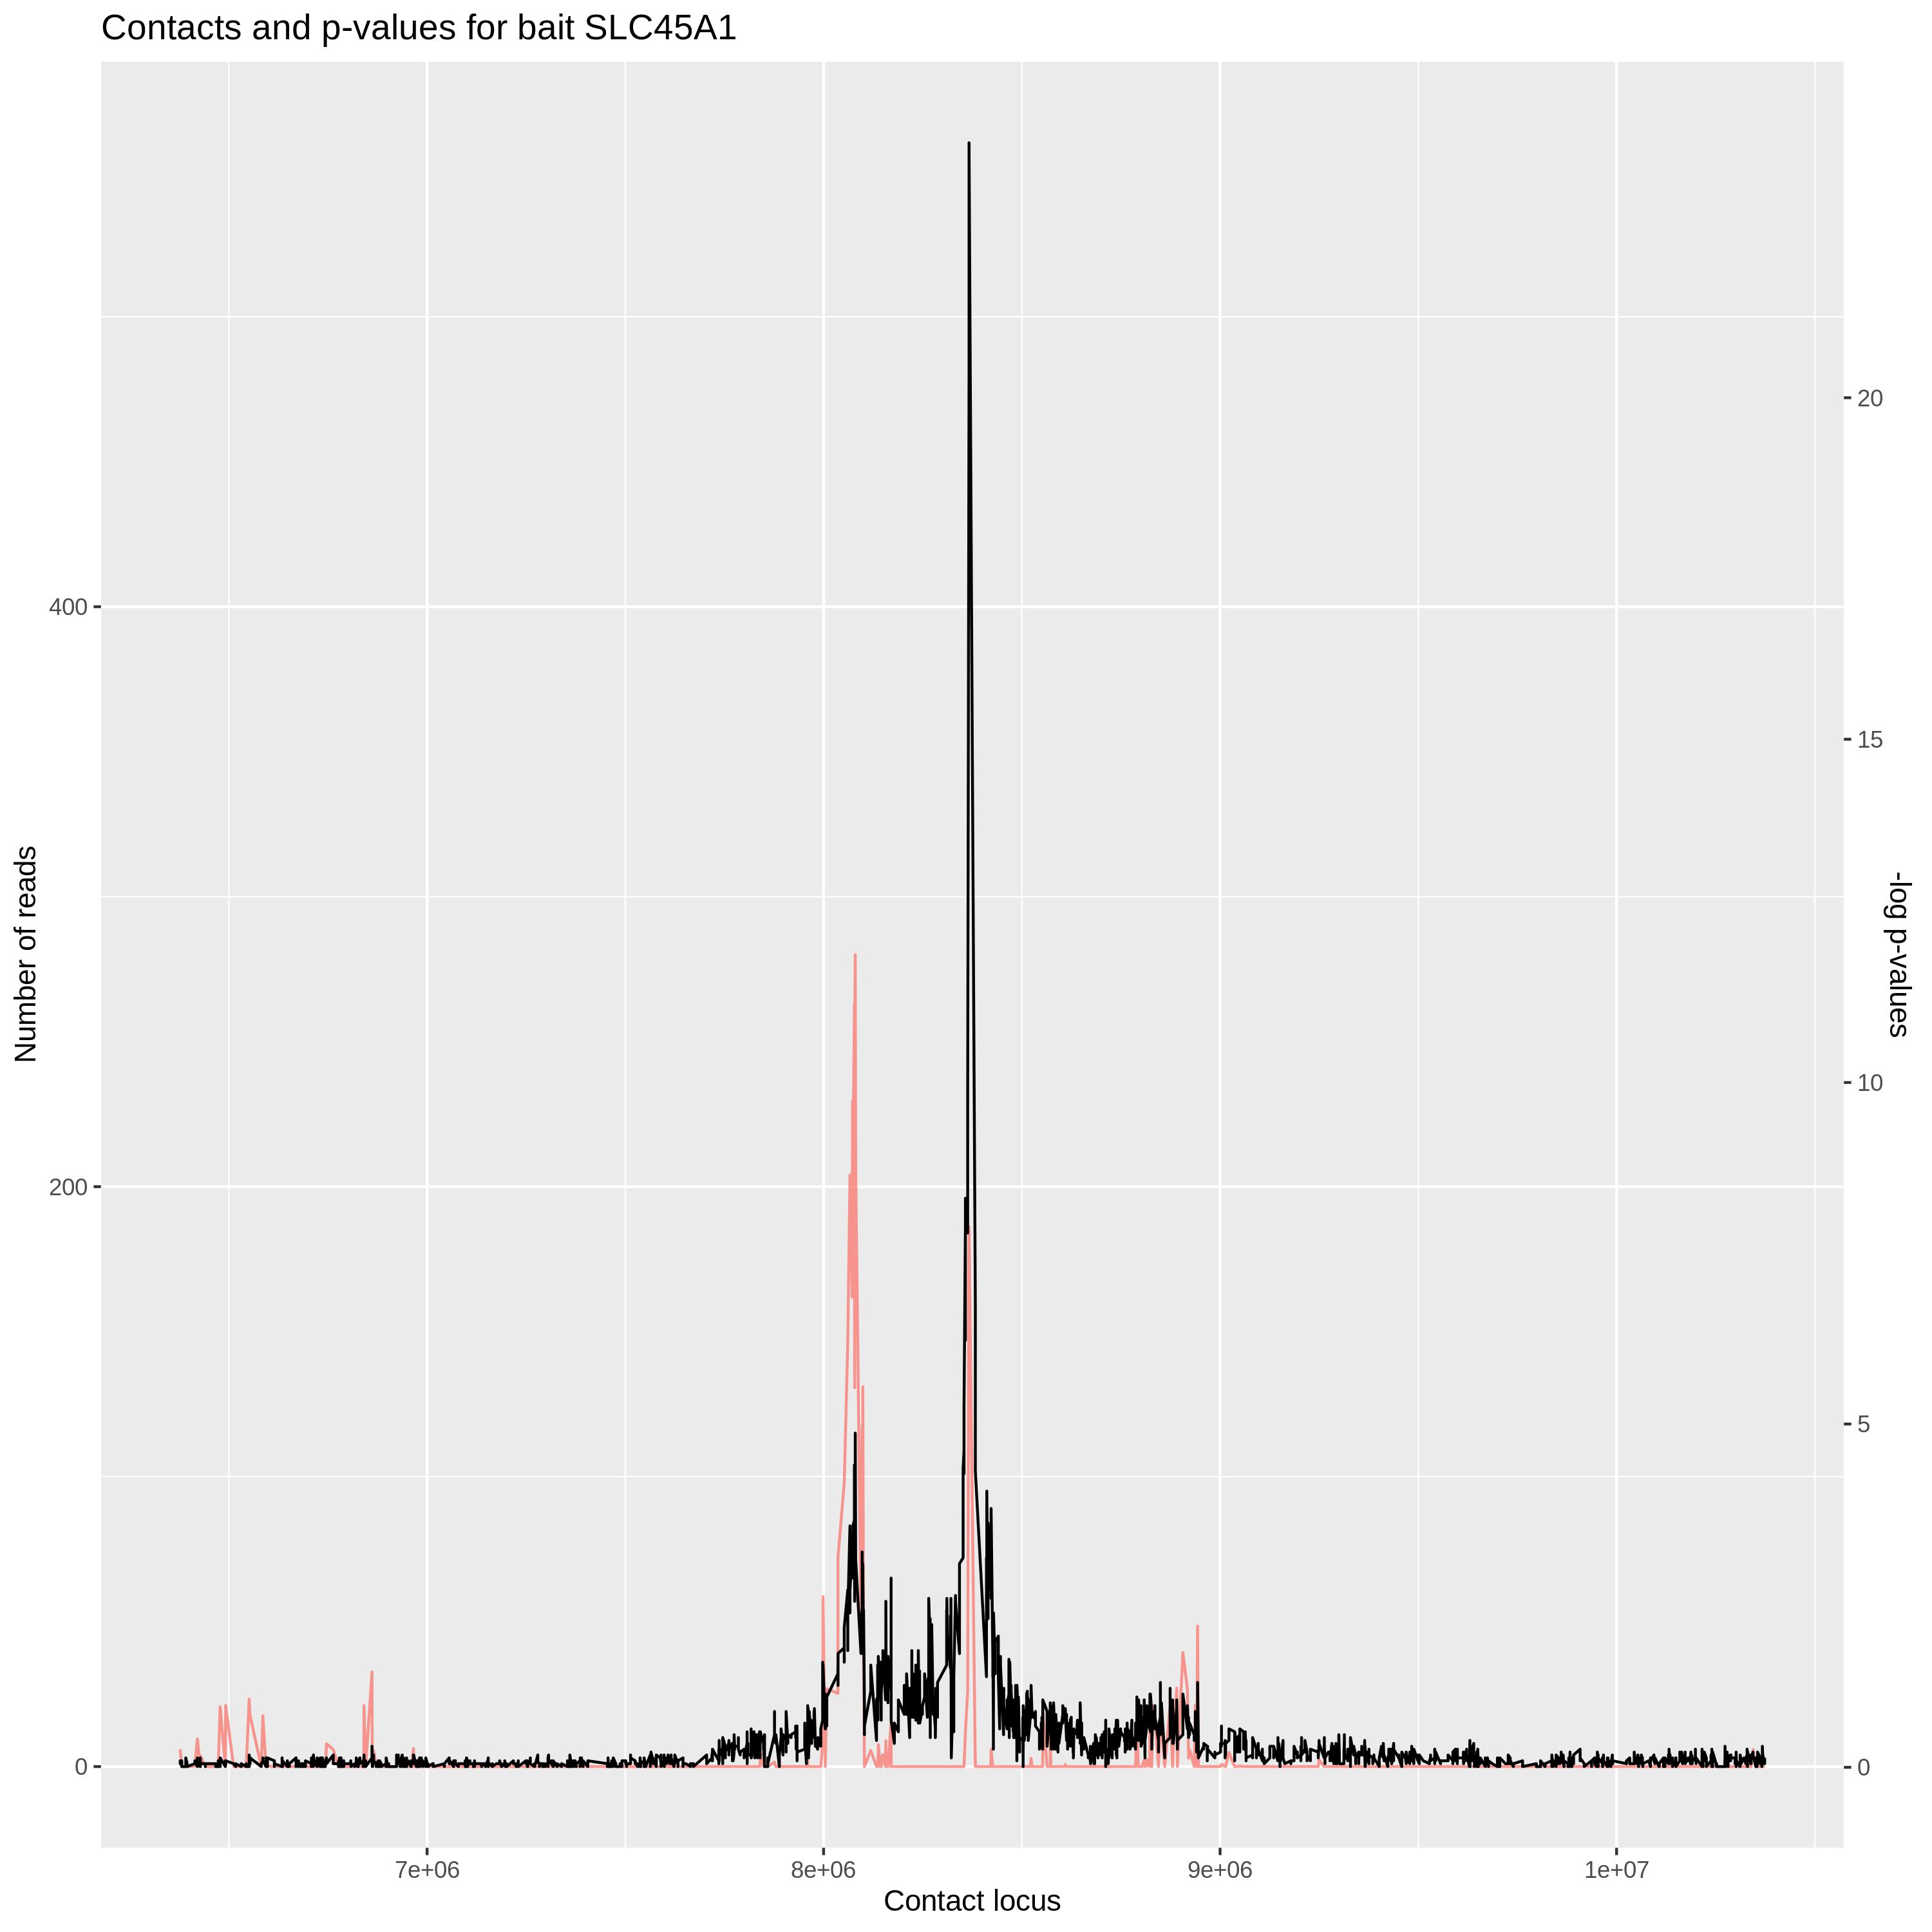 Contacts and p-values for bait SLC45A1
Number of reads
400
200
0
20
15
10
5
0
-log p-values
7e+06
8e+06
9e+06
1e+07
Contact locus